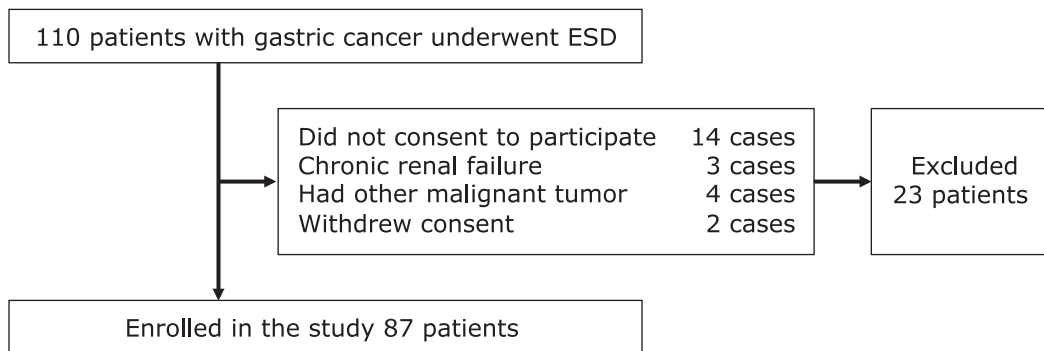 110 patients with gastric cancer underwent ESD
Did not consent to participate 14 cases
Chronic renal failure 3 cases
Had other malignant tumor 4 cases
Withdrew consent 2 cases
Excluded
23 patients
Enrolled in the study 87 patients